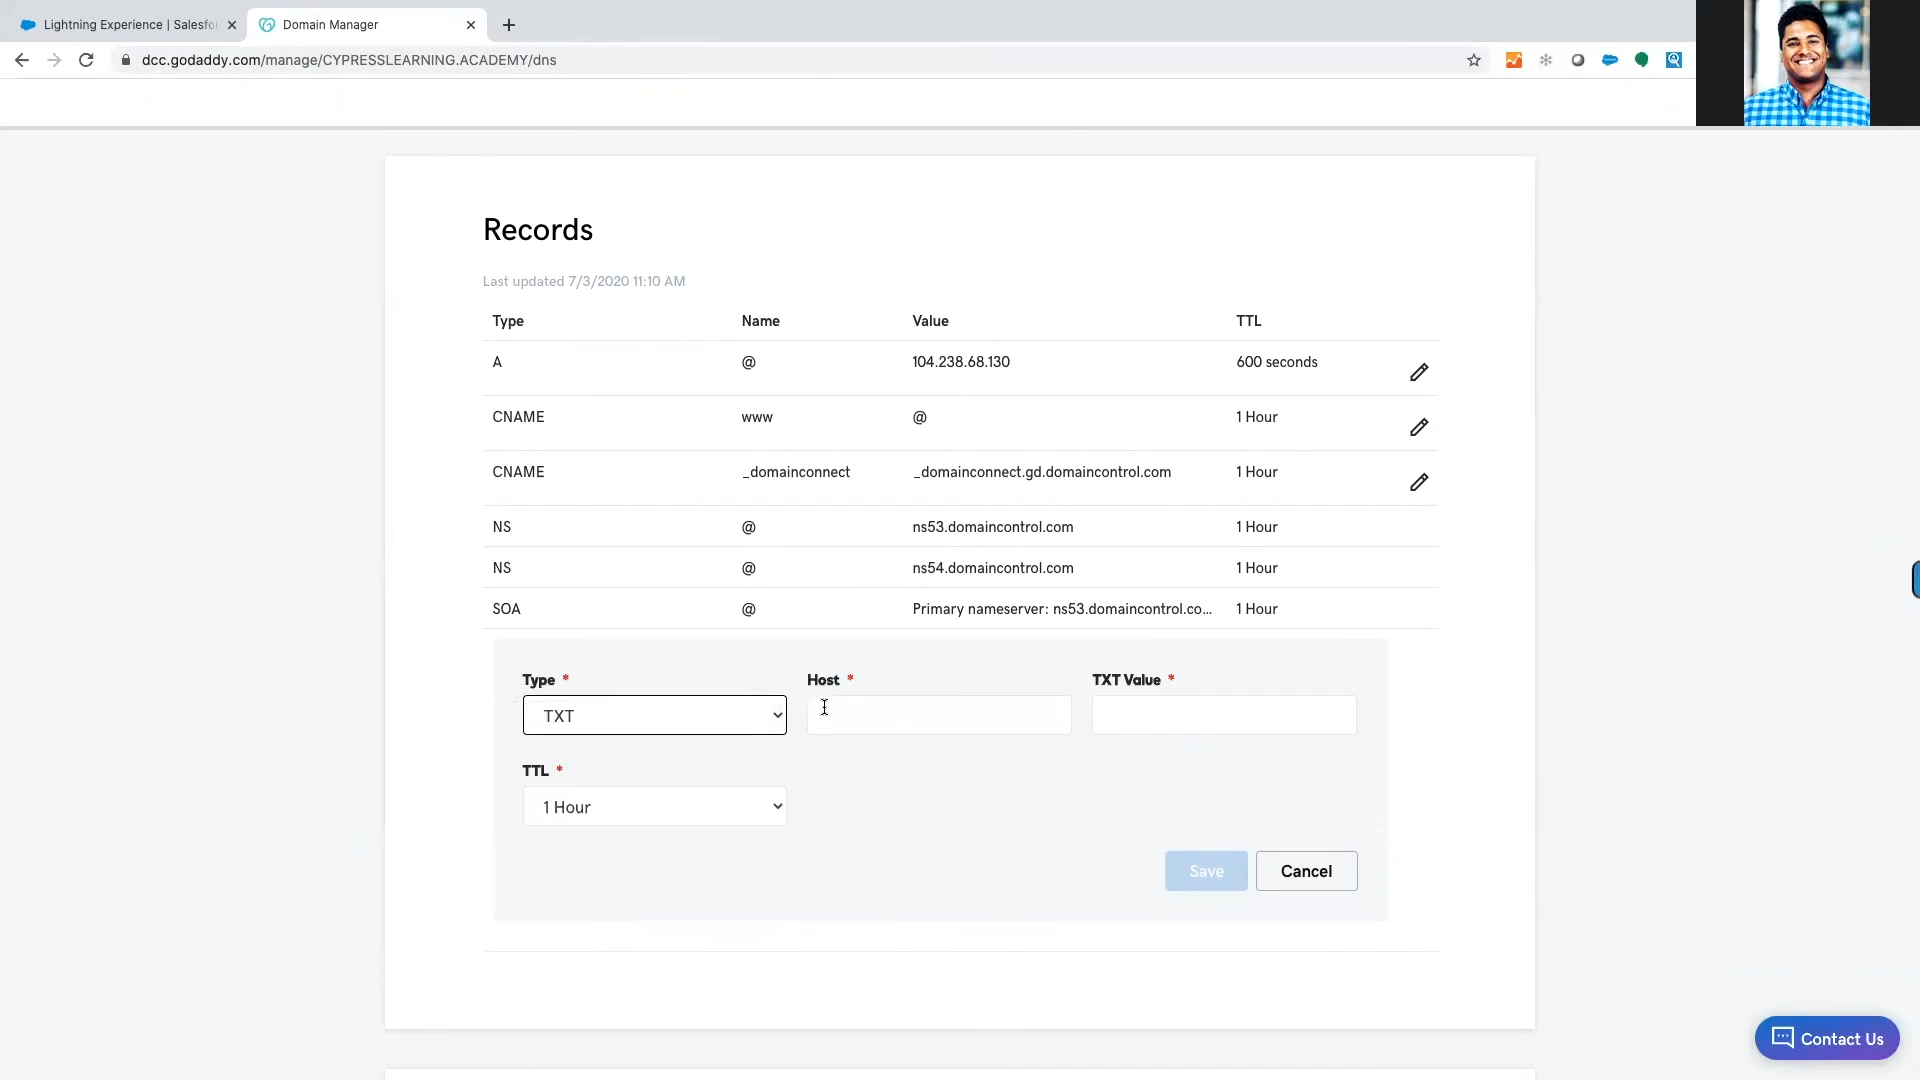 Lightning Experience | Salesfo
Domain Manager
dcc.godaddy.com/manage/CYPRESSLEARNING.ACADEMY/dns
Records
Last updated 7/3/2020 11:10 AM
Type Name Value TTL
A @ 104.238.68.130 600 seconds
CNAME www @ 1 Hour
CNAME _domainconnect _domainconnect.gd.domaincontrol.com 1 Hour
NS @ ns53.domaincontrol.com 1 Hour
NS @ ns54.domaincontrol.com 1 Hour
SOA @ Primary nameserver: ns53.domaincontrol.co... 1 Hour
Type * Host * TXT Value *
TXT
TTL *
1 Hour
Save Cancel
Contact Us